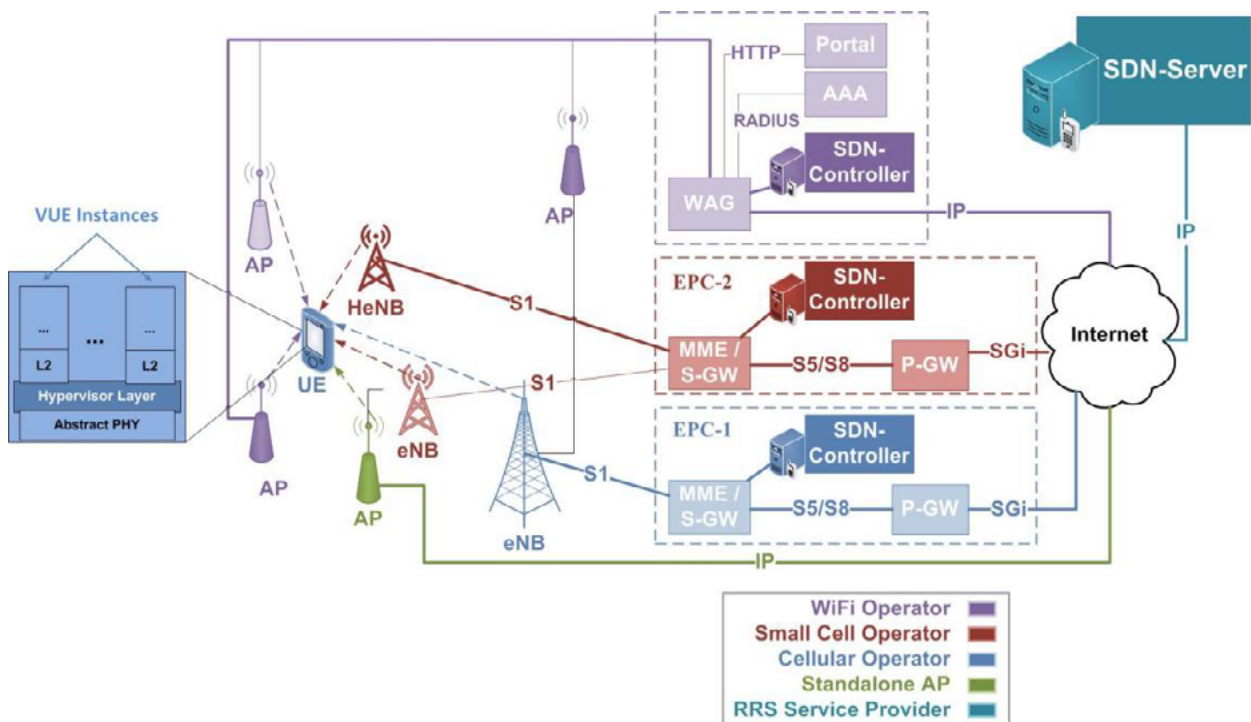 HTTP
Portal
AAA
RADIUS
SDN-
Controller
WAG
IP
SDN-Server
IP
AP
VUE Instances
AP
HeNB
S1
UE
...
...
...
L2
L2
Hypervisor Layer
Abstract PHY
EPC-2
SDN-
Controller
MME /
S-GW
S5/S8
P-GW
SGi
Internet
S1
eNB
AP
AP
EPC-1
SDN-
Controller
S1
MME /
S-GW
S5/S8
P-GW
SGi
eNB
IP
WiFi Operator
Small Cell Operator
Cellular Operator
Standalone AP
RRS Service Provider